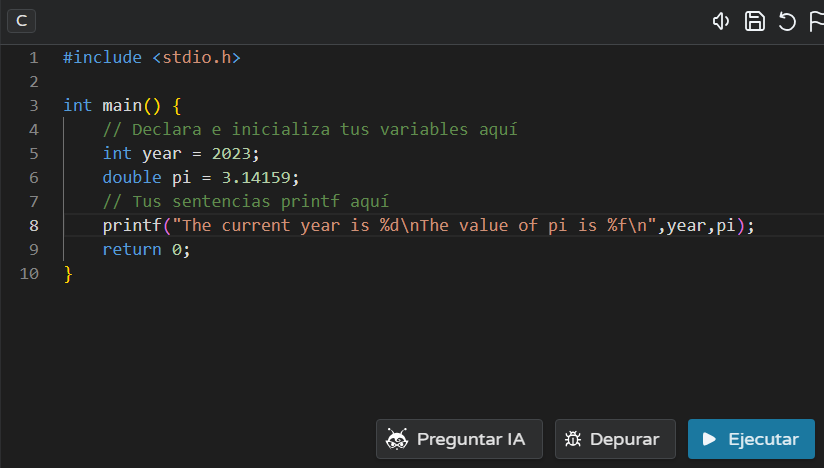 C
1 #include <stdio.h>
2
3 int main() {
4 // Declara e inicializa tus variables aquí
5 int year = 2023;
6 double pi = 3.14159;
7 // Tus sentencias printf aquí
8 printf("The current year is %d\nThe value of pi is %f\n",year,pi);
9 return 0;
10 }
Preguntar IA Depurar Ejecutar